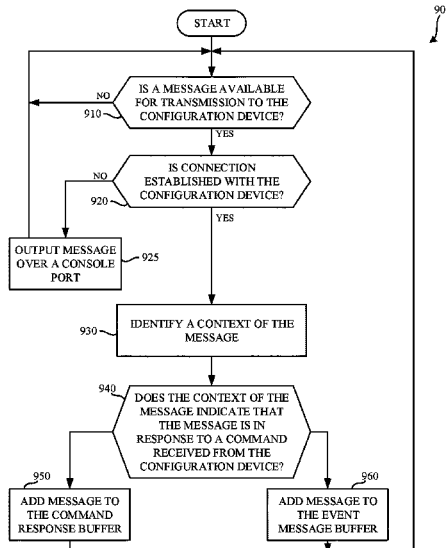 START
90
IS A MESSAGE AVAILABLE
FOR TRANSMISSION TO THE
CONFIGURATION DEVICE?
NO
910
YES
IS CONNECTION
ESTABLISHED WITH THE
CONFIGURATION DEVICE?
NO
920
YES
OUTPUT MESSAGE
OVER A CONSOLE
PORT
925
930
IDENTIFY A CONTEXT OF THE
MESSAGE
940
DOES THE CONTEXT OF THE
MESSAGE INDICATE THAT
THE MESSAGE IS IN
RESPONSE TO A COMMAND
RECEIVED FROM THE
CONFIGURATION DEVICE?
950
ADD MESSAGE TO
THE COMMAND
RESPONSE BUFFER
960
ADD MESSAGE TO
THE EVENT
MESSAGE BUFFER